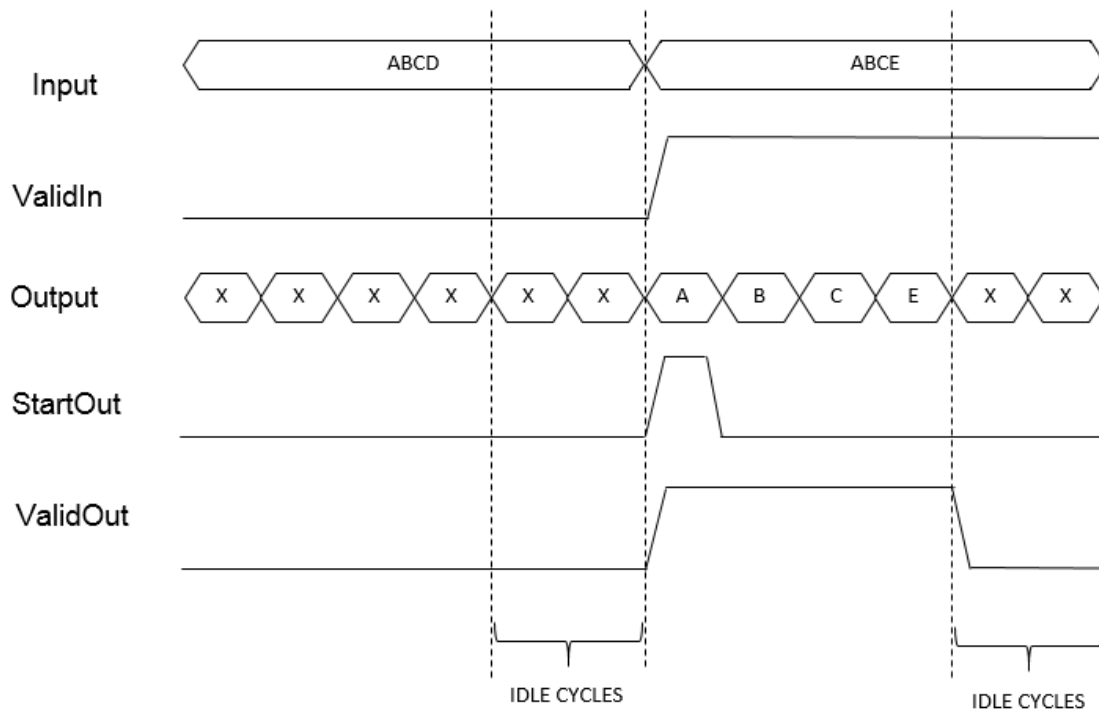 Input
ABCD
ABCE
ValidIn
Output
X X X X X X A B C E X X
StartOut
ValidOut
IDLE CYCLES
IDLE CYCLES